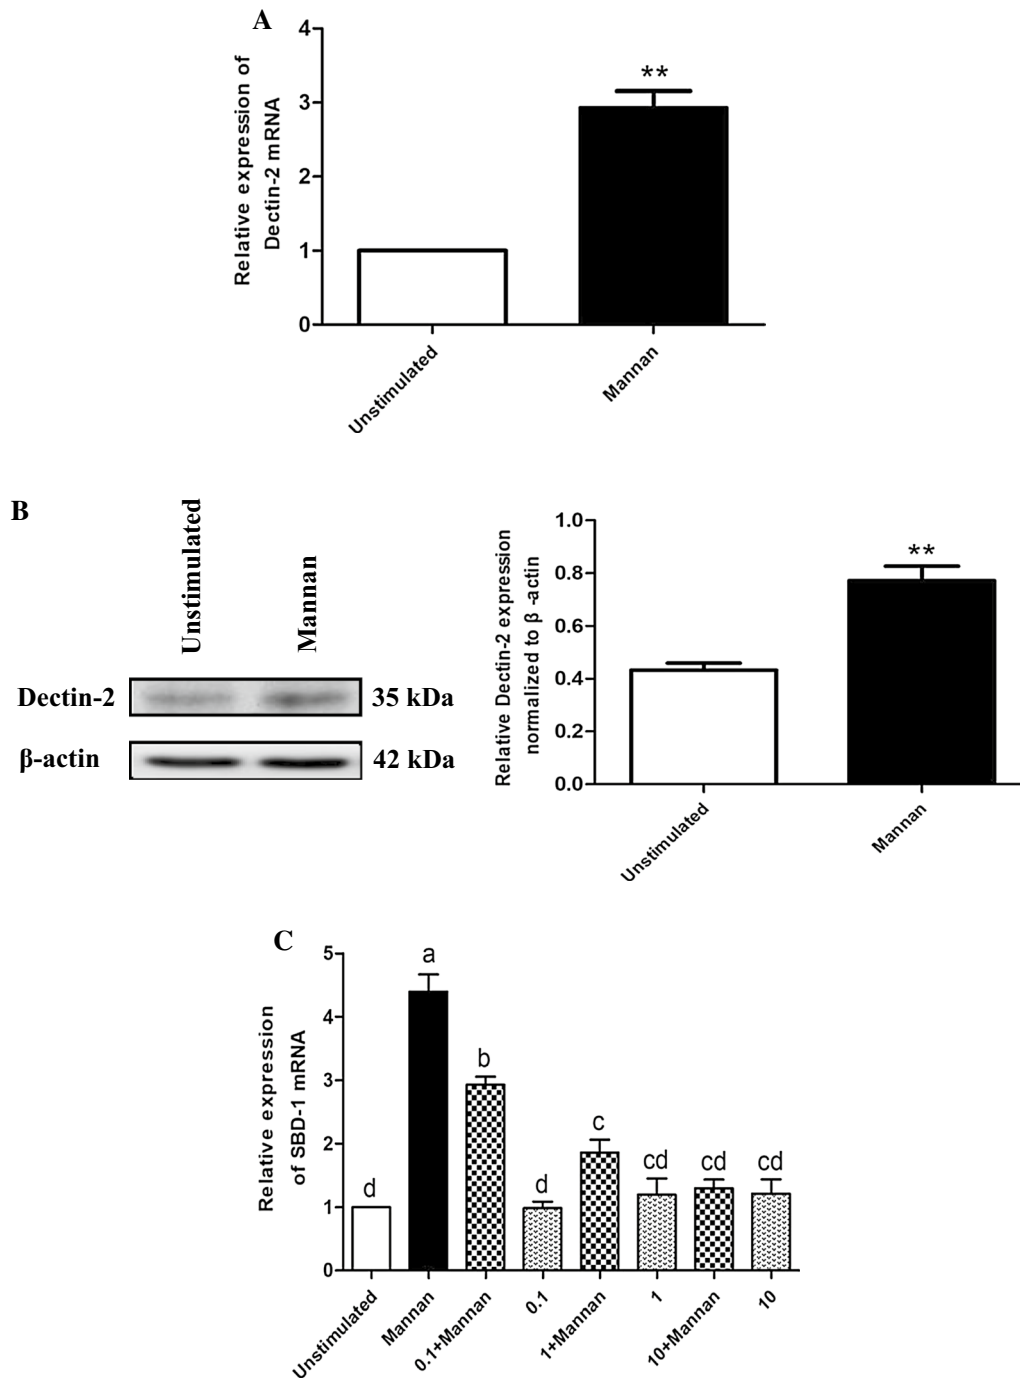 A
Relative expression of
Dectin-2 mRNA
4
3
2
1
0
**
Unstimulated
Mannan
B
Unstimulated
Mannan
Dectin-2
35 kDa
β-actin
42 kDa
Relative Dectin-2 expression
normalized to β -actin
1.0
0.8
0.6
0.4
0.2
0.0
**
Unstimulated
Mannan
C
Relative expression
of SBD-1 mRNA
5
4
3
2
1
0
d
a
b
d
c
cd
cd
cd
Unstimulated
Mannan
0.1+Mannan
0.1
1+Mannan
1
10+Mannan
10